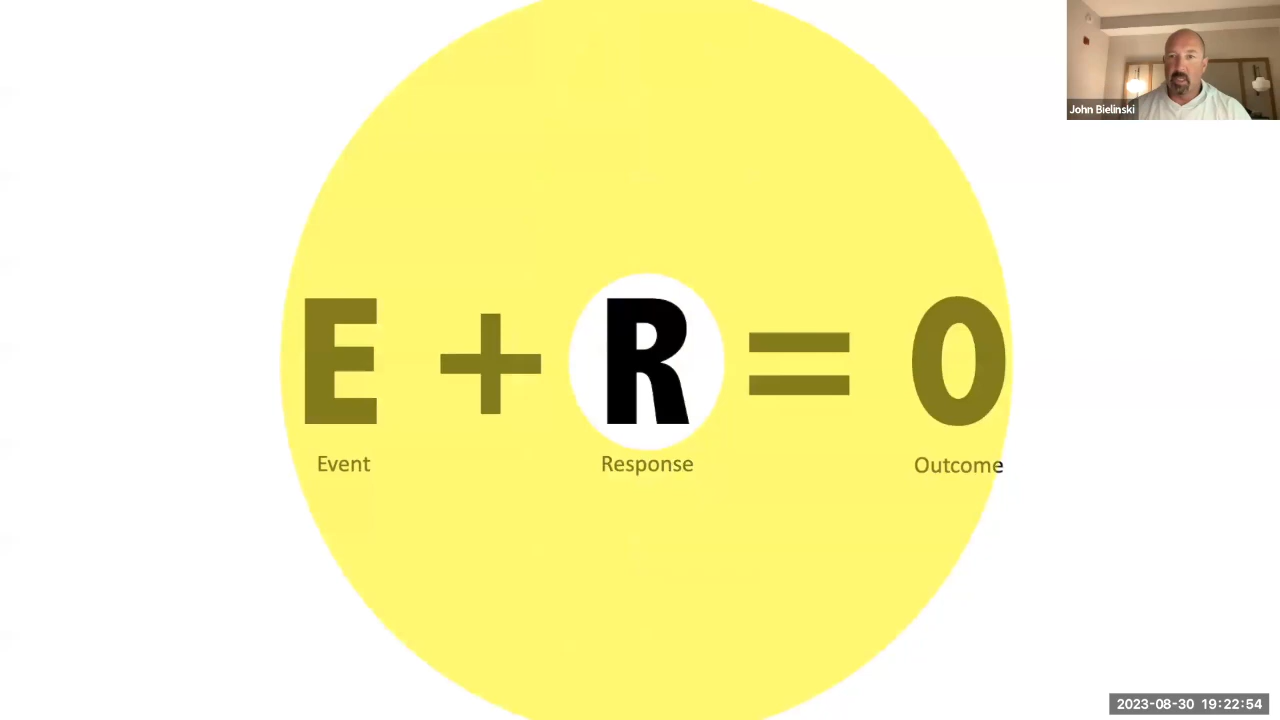 John Bielinski
E + R = O
Event Response Outcome
2023-08-30 19:22:54